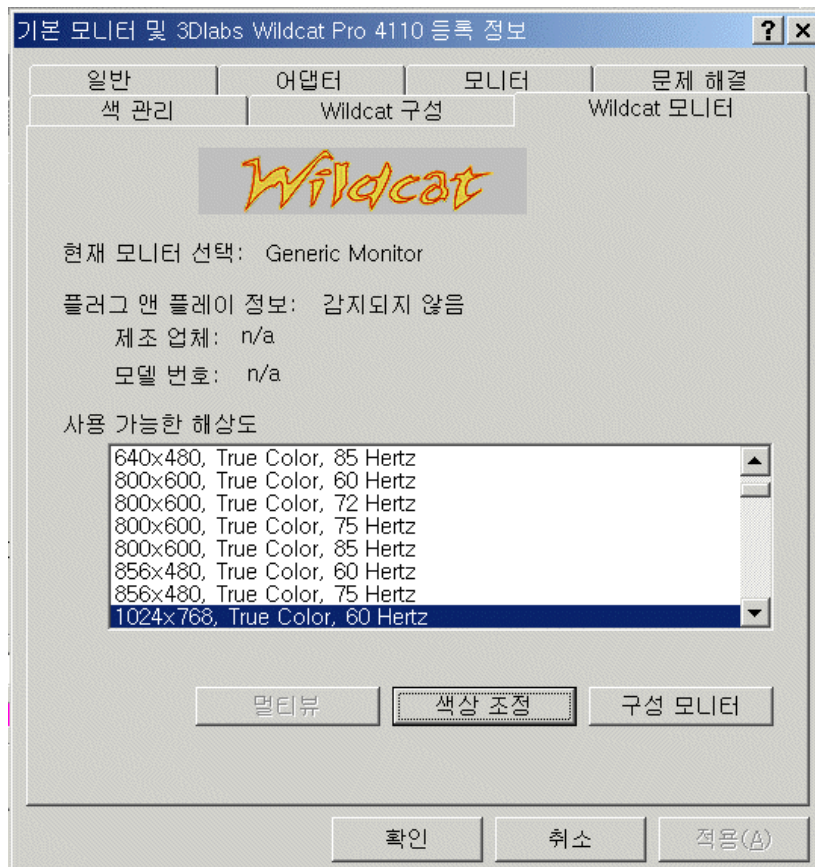 기본 모니터 및 3Dlabs Wildcat Pro 4110 등록 정보
일반 어댑터 모니터 문제 해결
색 관리 Wildcat 구성 Wildcat 모니터
Wildcat
현재 모니터 선택: Generic Monitor
플러그 앤 플레이 정보: 감지되지 않음
제조 업체: n/a
모델 번호: n/a
사용 가능한 해상도
640x480, True Color, 85 Hertz
800x600, True Color, 60 Hertz
800x600, True Color, 72 Hertz
800x600, True Color, 75 Hertz
800x600, True Color, 85 Hertz
856x480, True Color, 60 Hertz
856x480, True Color, 75 Hertz
1024x768, True Color, 60 Hertz
멀티뷰 색상 조정 구성 모니터
확인 취소 적용(A)